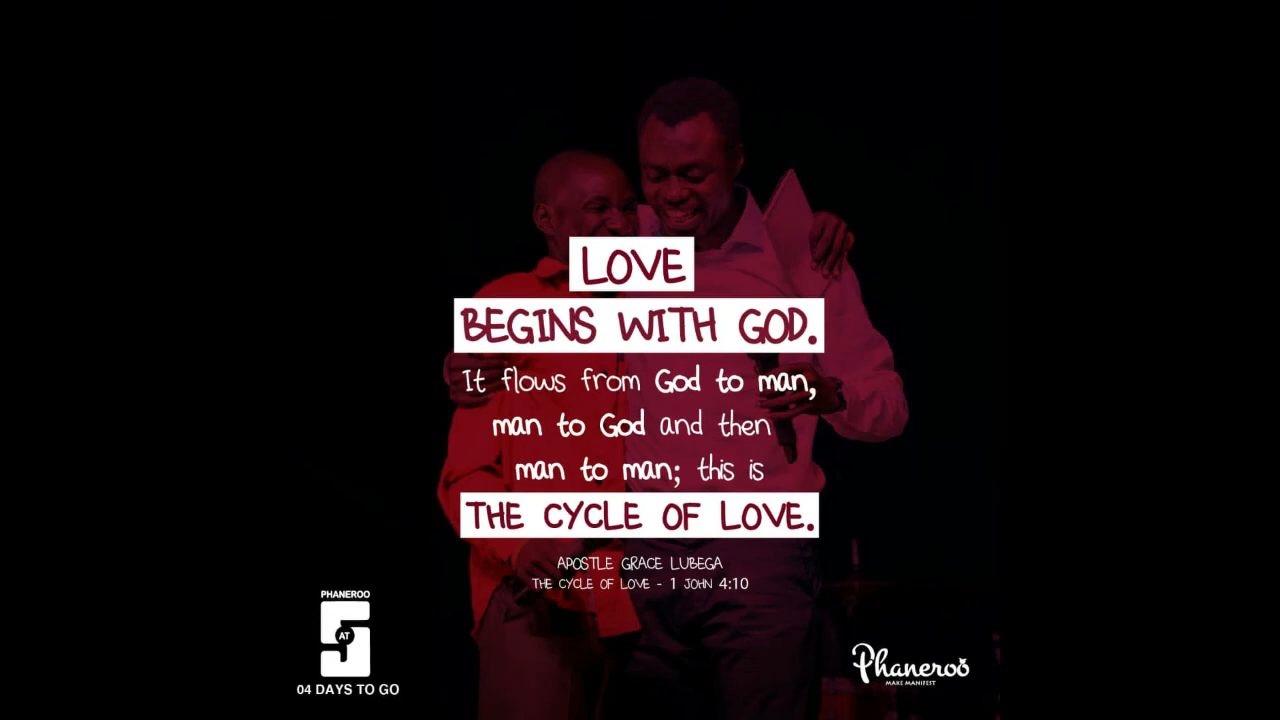 LOVE
BEGINS WITH GOD.
It flows from God to man,
man to God and then
man to man; this is
THE CYCLE OF LOVE.
APOSTLE GRACE LUBEGA
THE CYCLE OF LOVE - 1 JOHN 4:10
PHANEROO
5 AT
04 DAYS TO GO
Phaneroo
MAKE MANIFEST